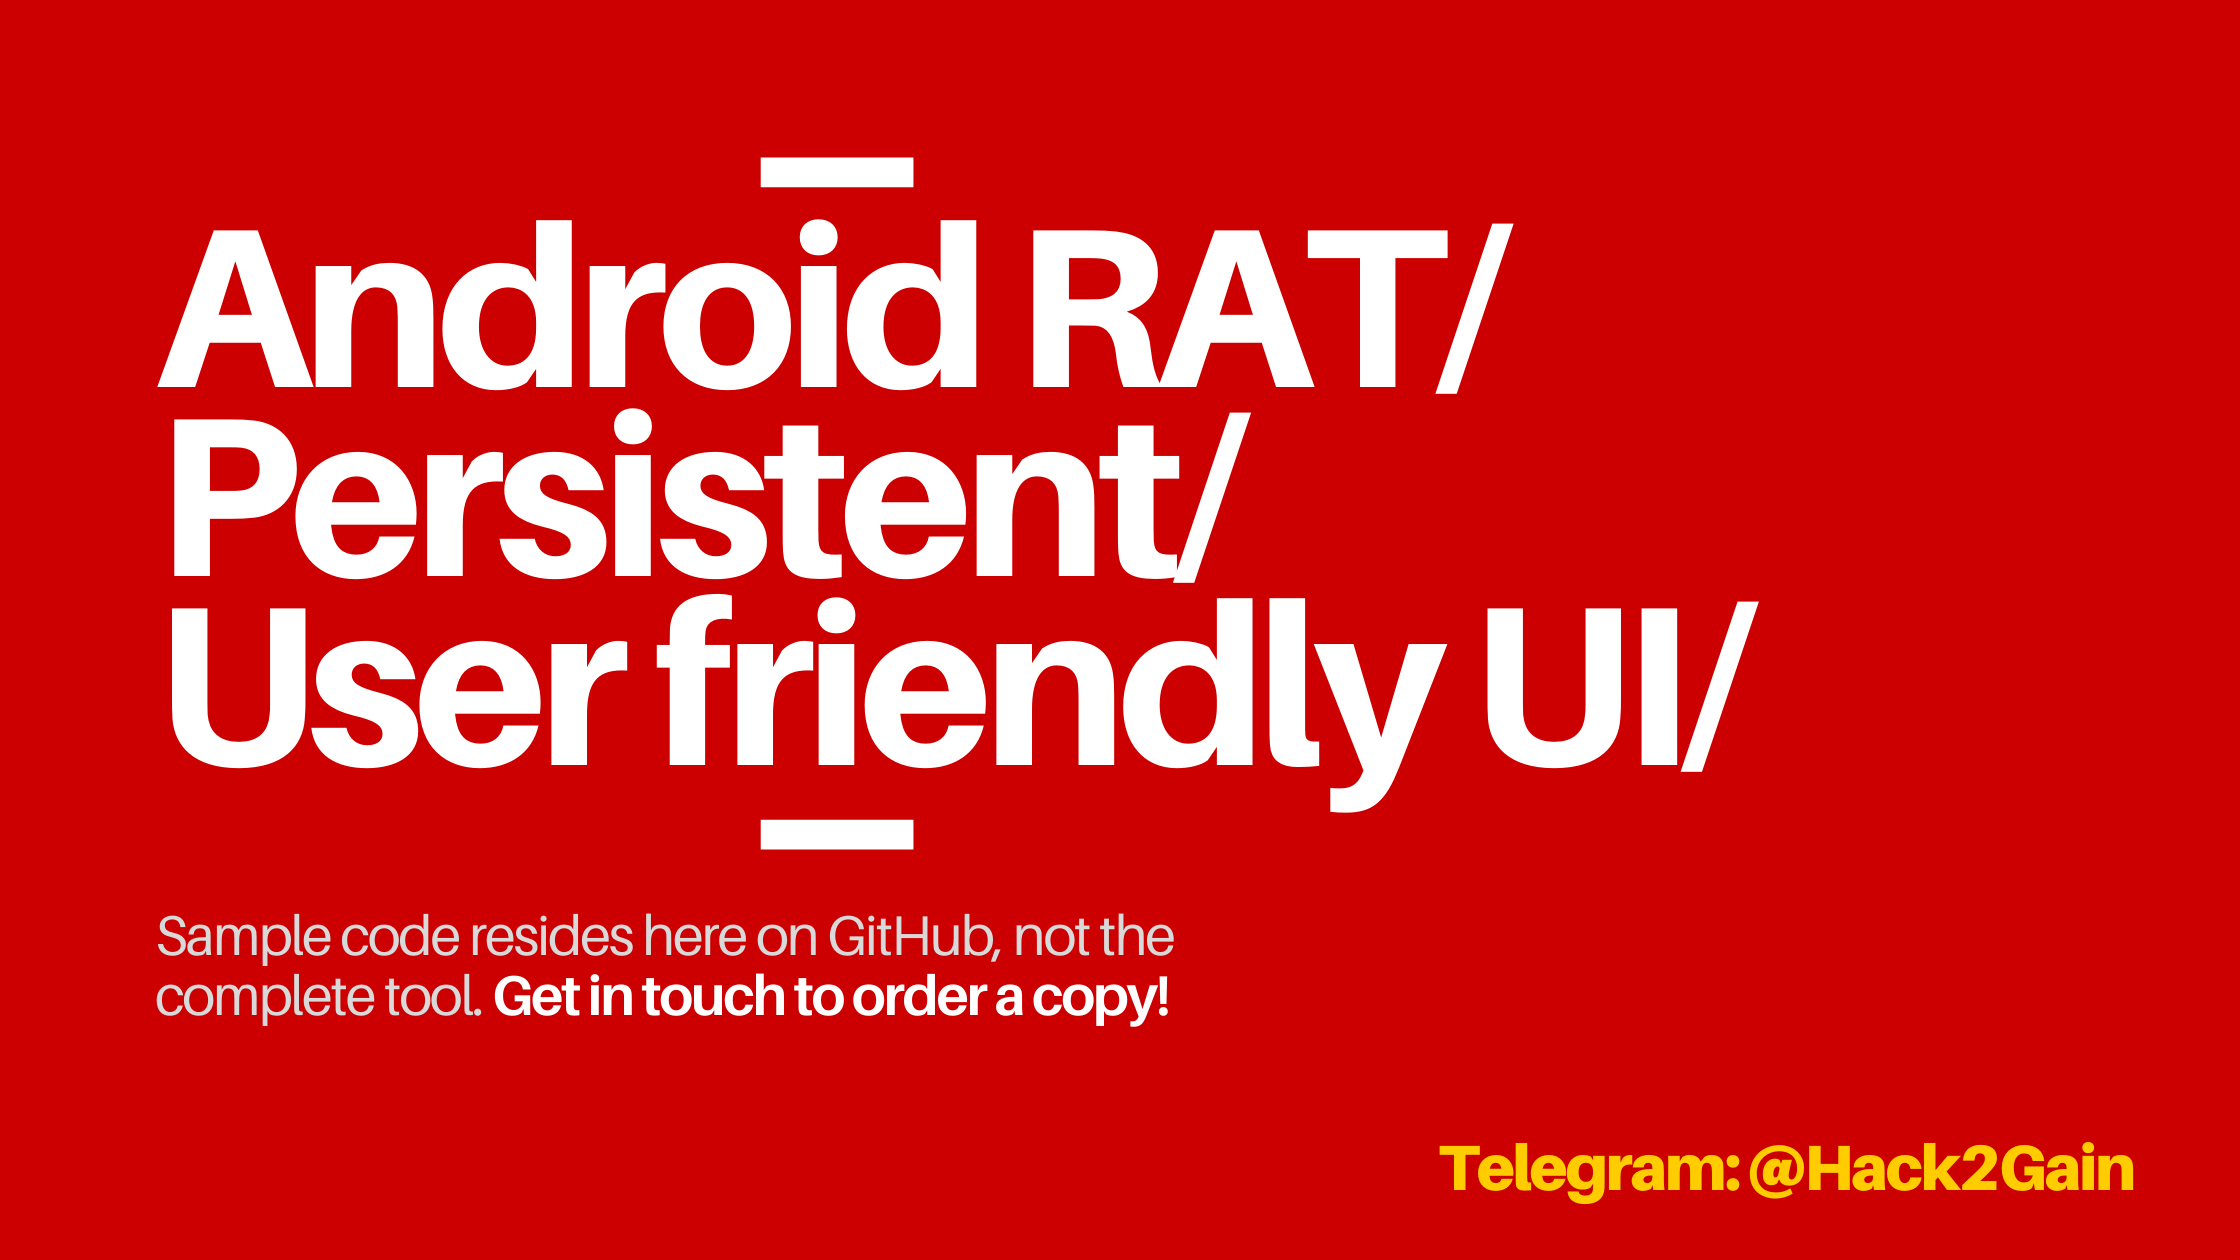 Android RAT/
Persistent/
User friendly UI/
Sample code resides here on GitHub, not the
complete tool. Get in touch to order a copy!
Telegram: @Hack2Gain